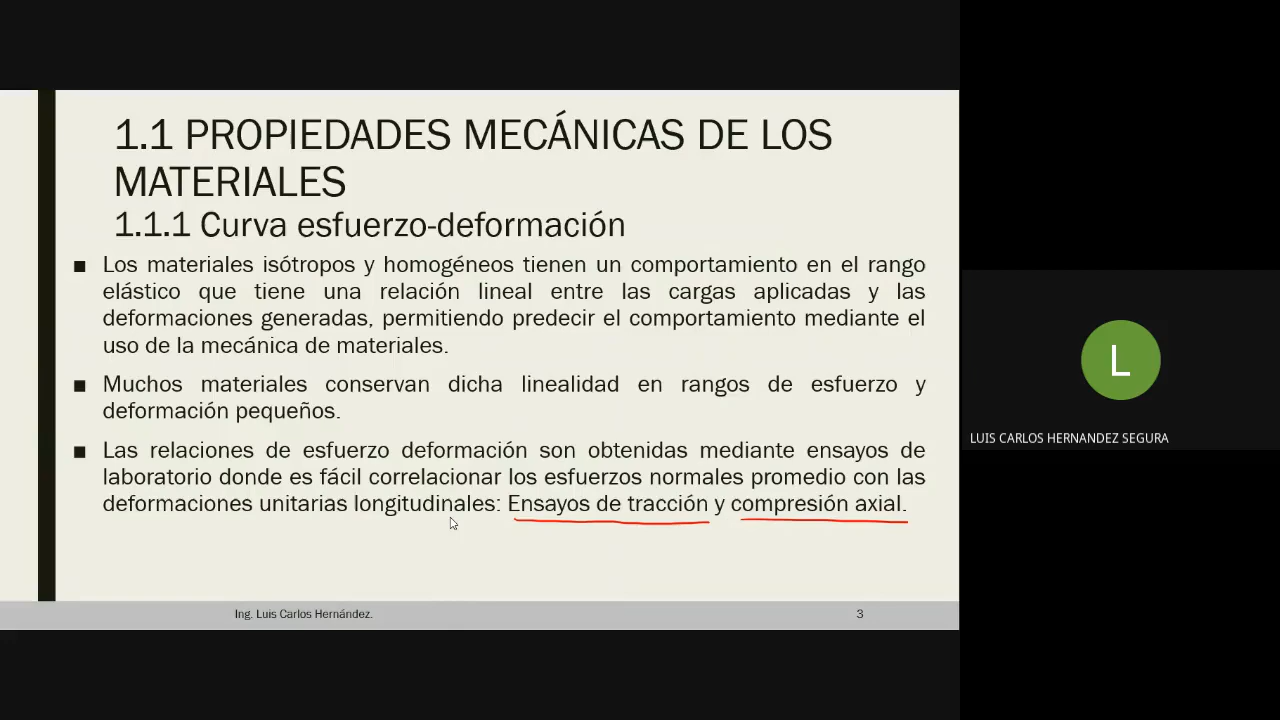 1.1 PROPIEDADES MECÁNICAS DE LOS
MATERIALES
1.1.1 Curva esfuerzo-deformación
■ Los materiales isótropos y homogéneos tienen un comportamiento en el rango
elástico que tiene una relación lineal entre las cargas aplicadas y las
deformaciones generadas, permitiendo predecir el comportamiento mediante el
uso de la mecánica de materiales.
■ Muchos materiales conservan dicha linealidad en rangos de esfuerzo y
deformación pequeños.
■ Las relaciones de esfuerzo deformación son obtenidas mediante ensayos de
laboratorio donde es fácil correlacionar los esfuerzos normales promedio con las
deformaciones unitarias longitudinales: Ensayos de tracción y compresión axial.
Ing. Luis Carlos Hernández.
3
L
LUIS CARLOS HERNANDEZ SEGURA